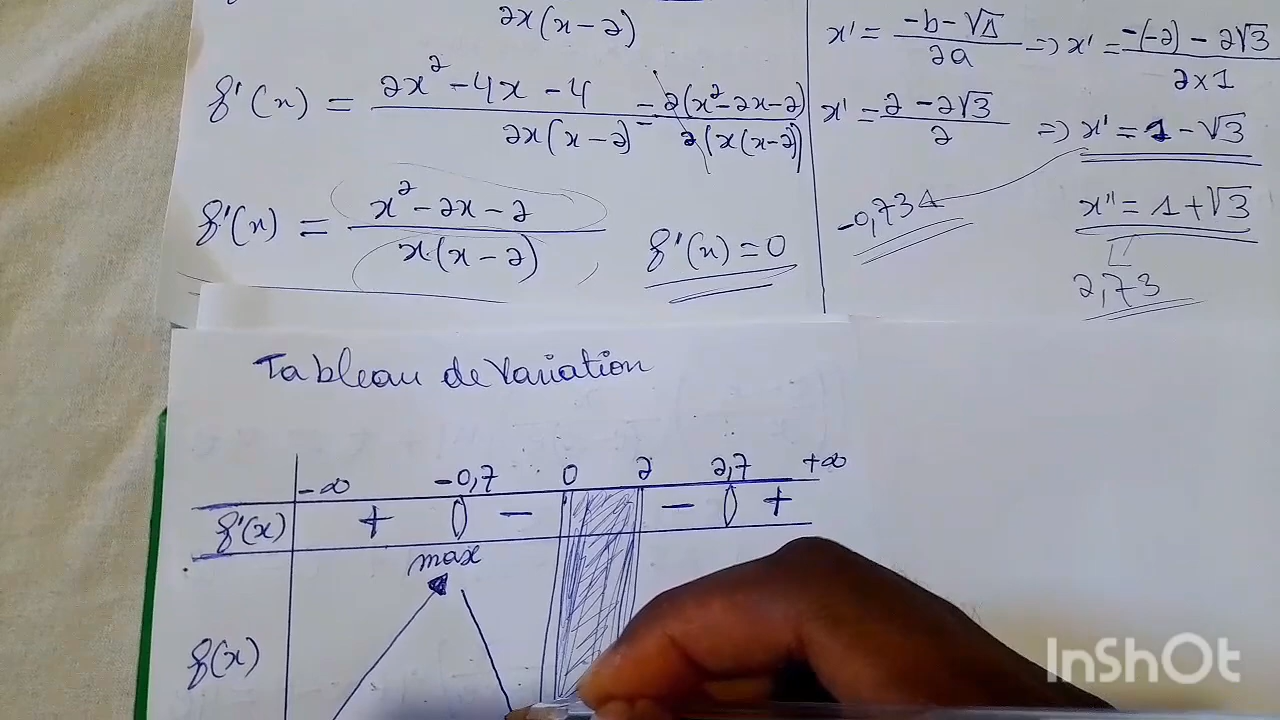 2x(x-2)
f'(x) = 2x² - 4x - 4 / 2x(x-2) = 2(x²-2x-2) / 2(x(x-2))
f'(x) = x² - 2x - 2 / x(x-2)
f'(x) = 0
x' = -b-√Δ / 2a => x' = -(-2) - 2√3 / 2x1
x' = 2 - 2√3 / 2 => x' = 1 - √3
-0,73
x'' = 1 + √3
2,73
Tableau de Variation
-∞ -0,7 0 2 2,7 +∞
f'(x) + 0 - - 0 +
max
f(x)
InShOt